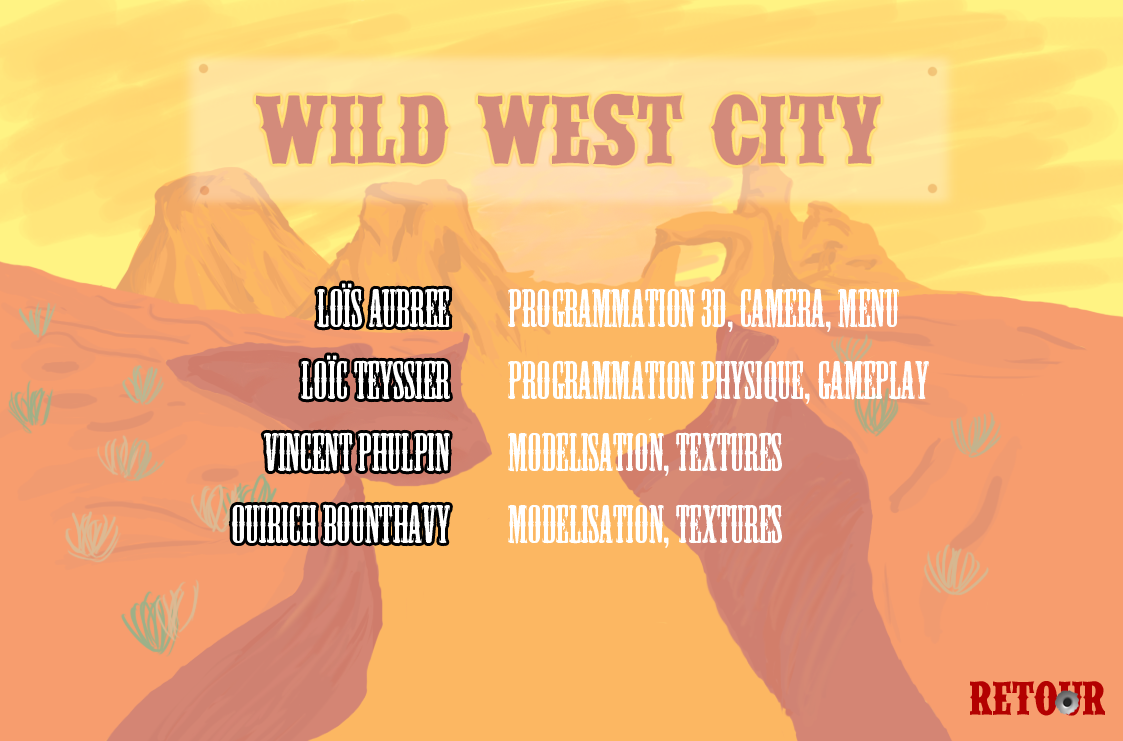 WILD WEST CITY
LOÏS AUBREE PROGRAMMATION 3D, CAMERA, MENU
LOÏC TEYSSIER PROGRAMMATION PHYSIQUE, GAMEPLAY
VINCENT PHULPIN MODELISATION, TEXTURES
OUIRICH BOUNTHAVY MODELISATION, TEXTURES
RETOUR